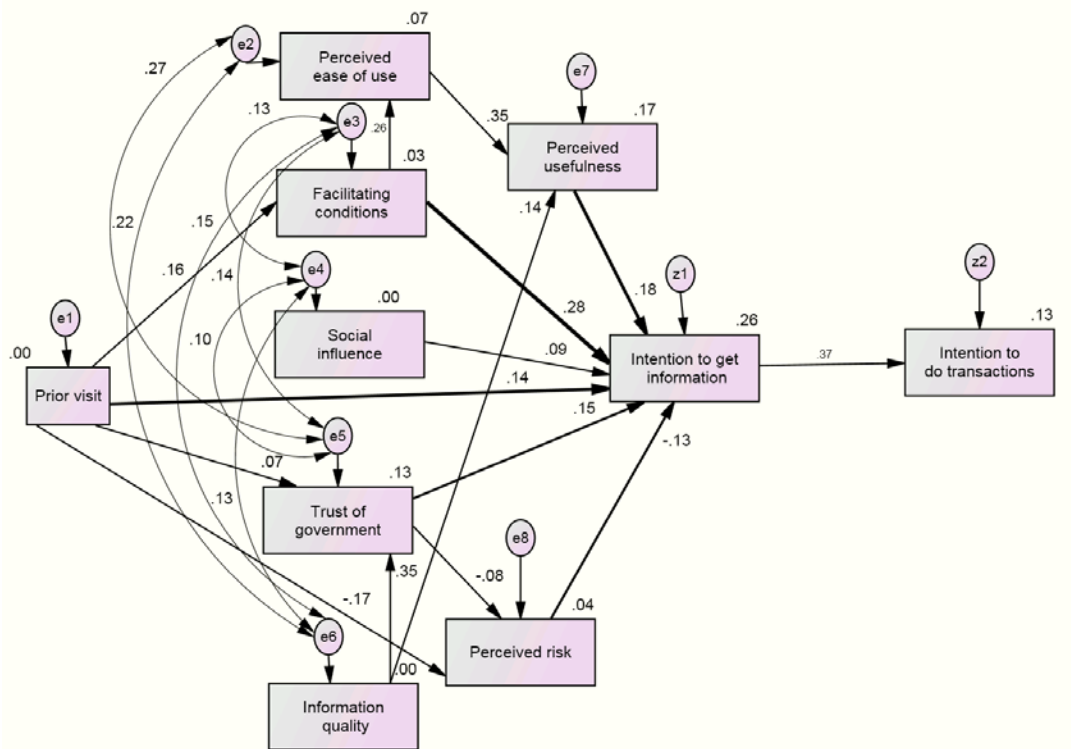 .07
e2
Perceived
ease of use
.27
e7
.17
.13
e3
.26
.35
Perceived
usefulness
.03
Facilitating
conditions
.14
.22
.15
.16
.14
e4
z1
z2
.00
.28
.18
.26
.13
e1
Social
influence
.10
.09
Intention to get
information
.37
Intention to
do transactions
.00
Prior visit
.14
.15
-.13
e5
.07
.13
Trust of
government
.13
e8
-.08
.35
-.17
.04
e6
Perceived risk
.00
Information
quality